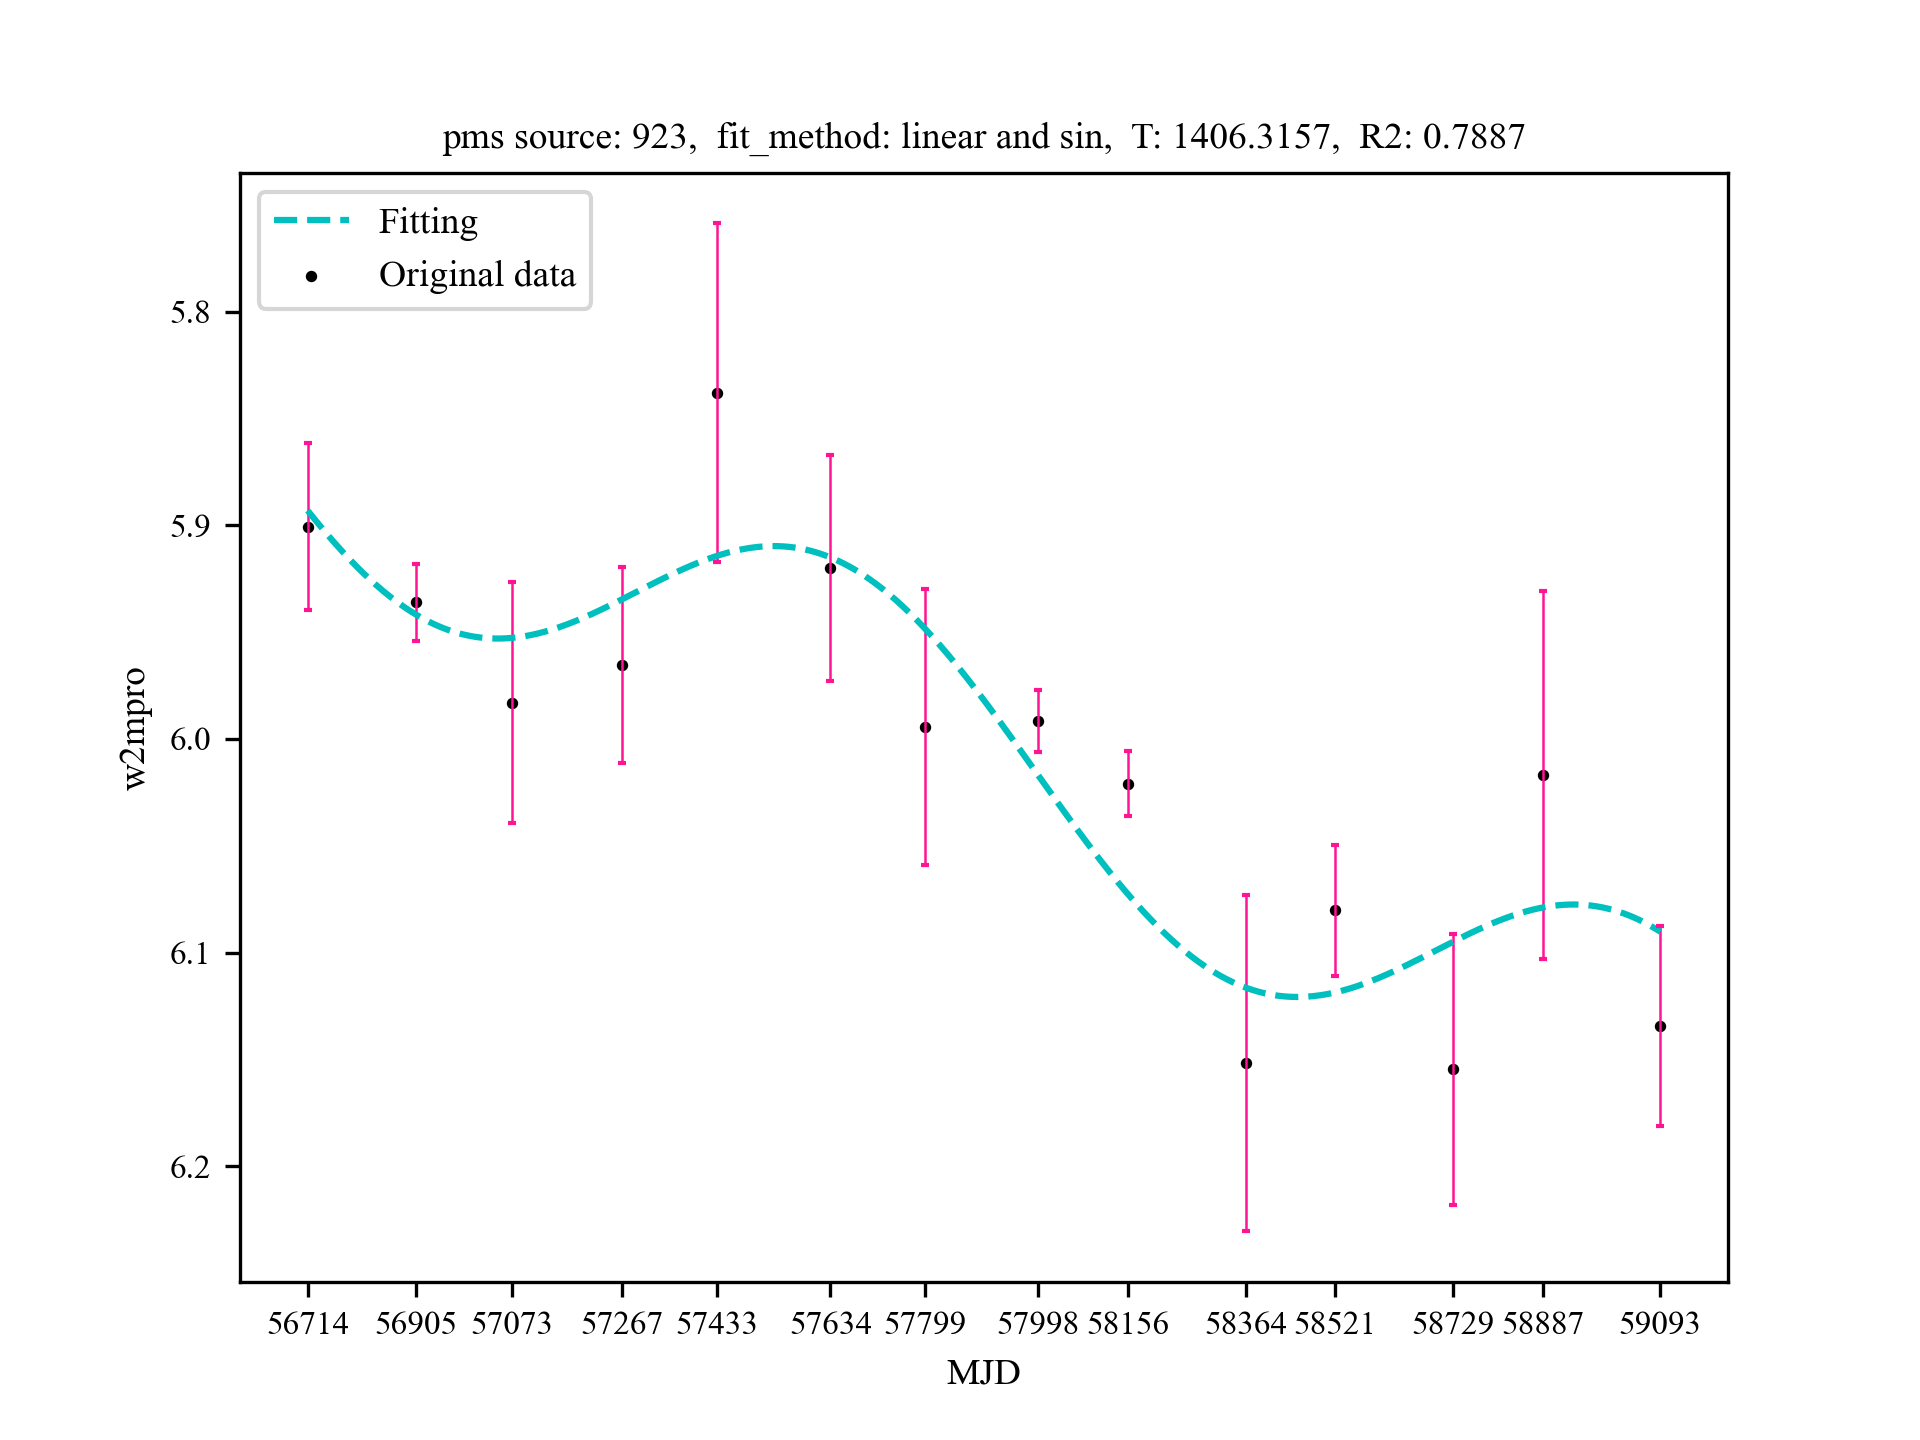 pms source: 923,  fit_method: linear and sin,  T: 1406.3157,  R2: 0.7887
Fitting
Original data
5.8
5.9
6.0
6.1
6.2
w2mpro
56714 56905 57073 57267 57433 57634 57799 57998 58156 58364 58521 58729 58887 59093
MJD